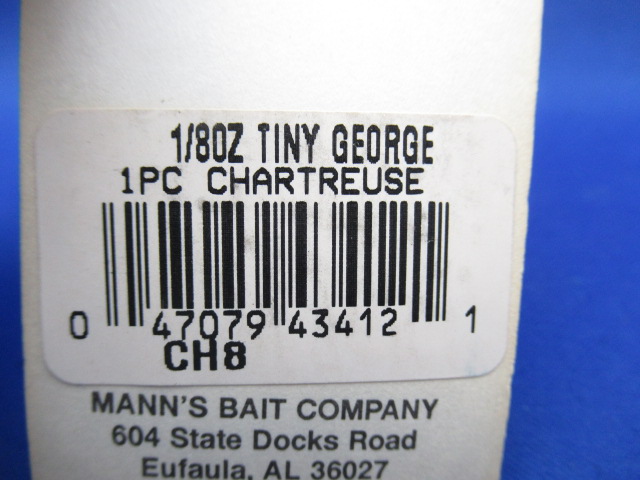 1/8OZ TINY GEORGE
1PC CHARTREUSE
0 47079 43412 1
CH8
MANN'S BAIT COMPANY
604 State Docks Road
Eufaula, AL 36027